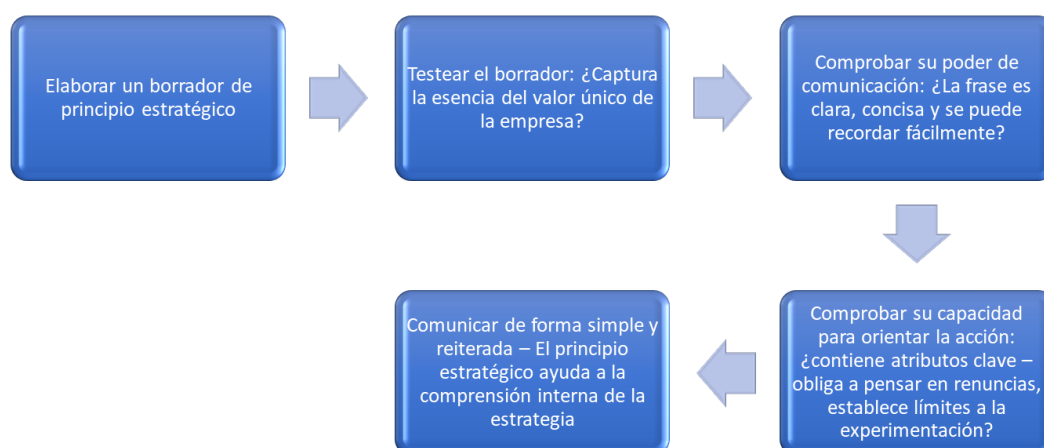 Elaborar un borrador de
principio estratégico
Testear el borrador: ¿Captura
la esencia del valor único de
la empresa?
Comprobar su poder de
comunicación: ¿La frase es
clara, concisa y se puede
recordar fácilmente?
Comprobar su capacidad
para orientar la acción:
¿contiene atributos clave –
obliga a pensar en renuncias,
establece límites a la
experimentación?
Comunicar de forma simple y
reiterada – El principio
estratégico ayuda a la
comprensión interna de la
estrategia